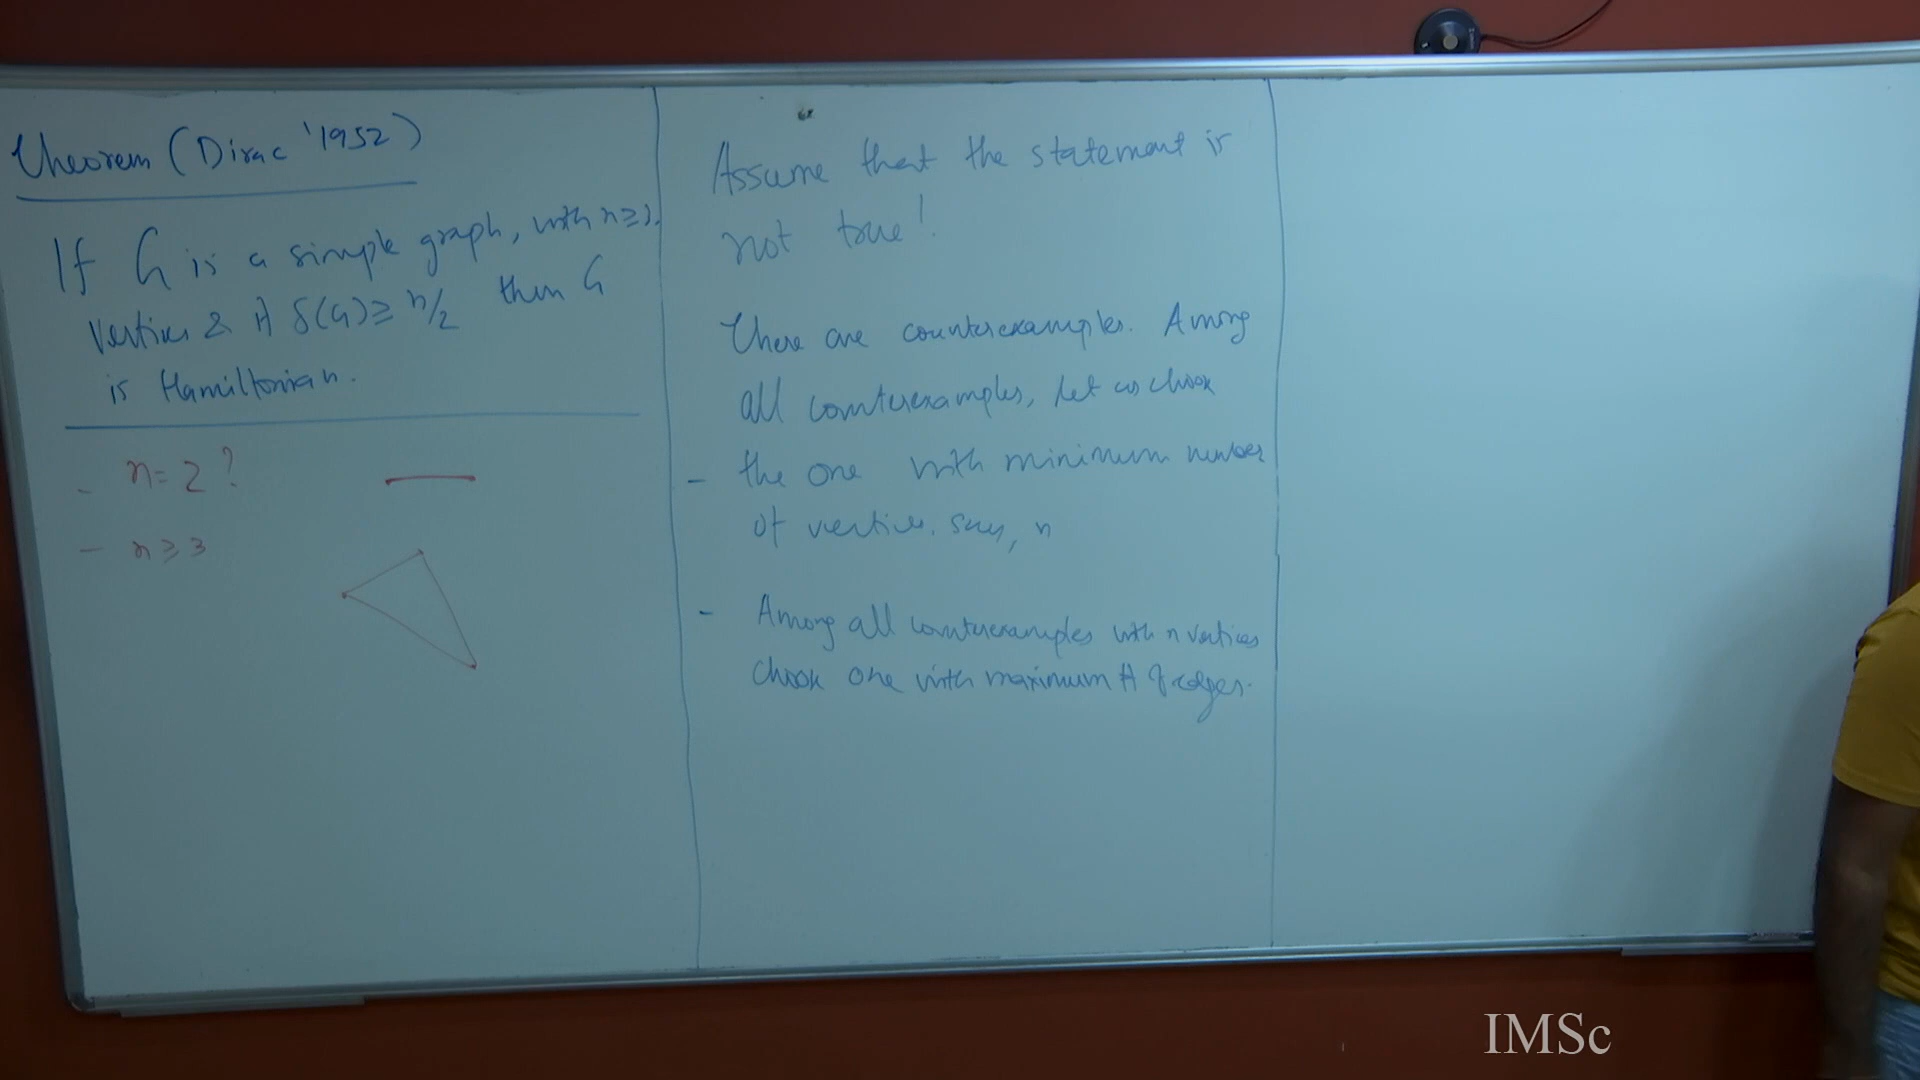 Theorem (Dirac '1952)
If G is a simple graph, with n≥3
vertices & if δ(G)≥ n/2 then G
is Hamiltonian.
- n=2?
- n≥3
Assume that the statement is
not true!
There are counterexamples. Among
all counterexamples, let us choose
- the one with minimum number
of vertices. say, n
- Among all counterexamples with n vertices
choose one with maximum # of edges.
IMSc